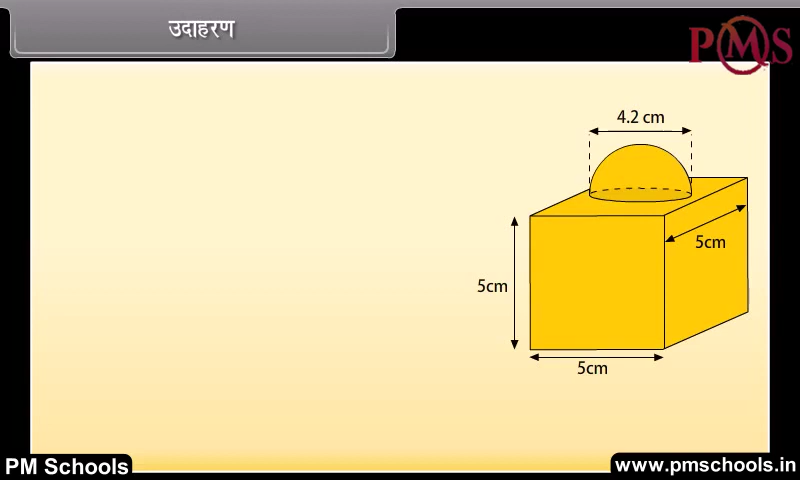 उदाहरण
PMS
4.2 cm
5cm
5cm
5cm
PM Schools
www.pmschools.in